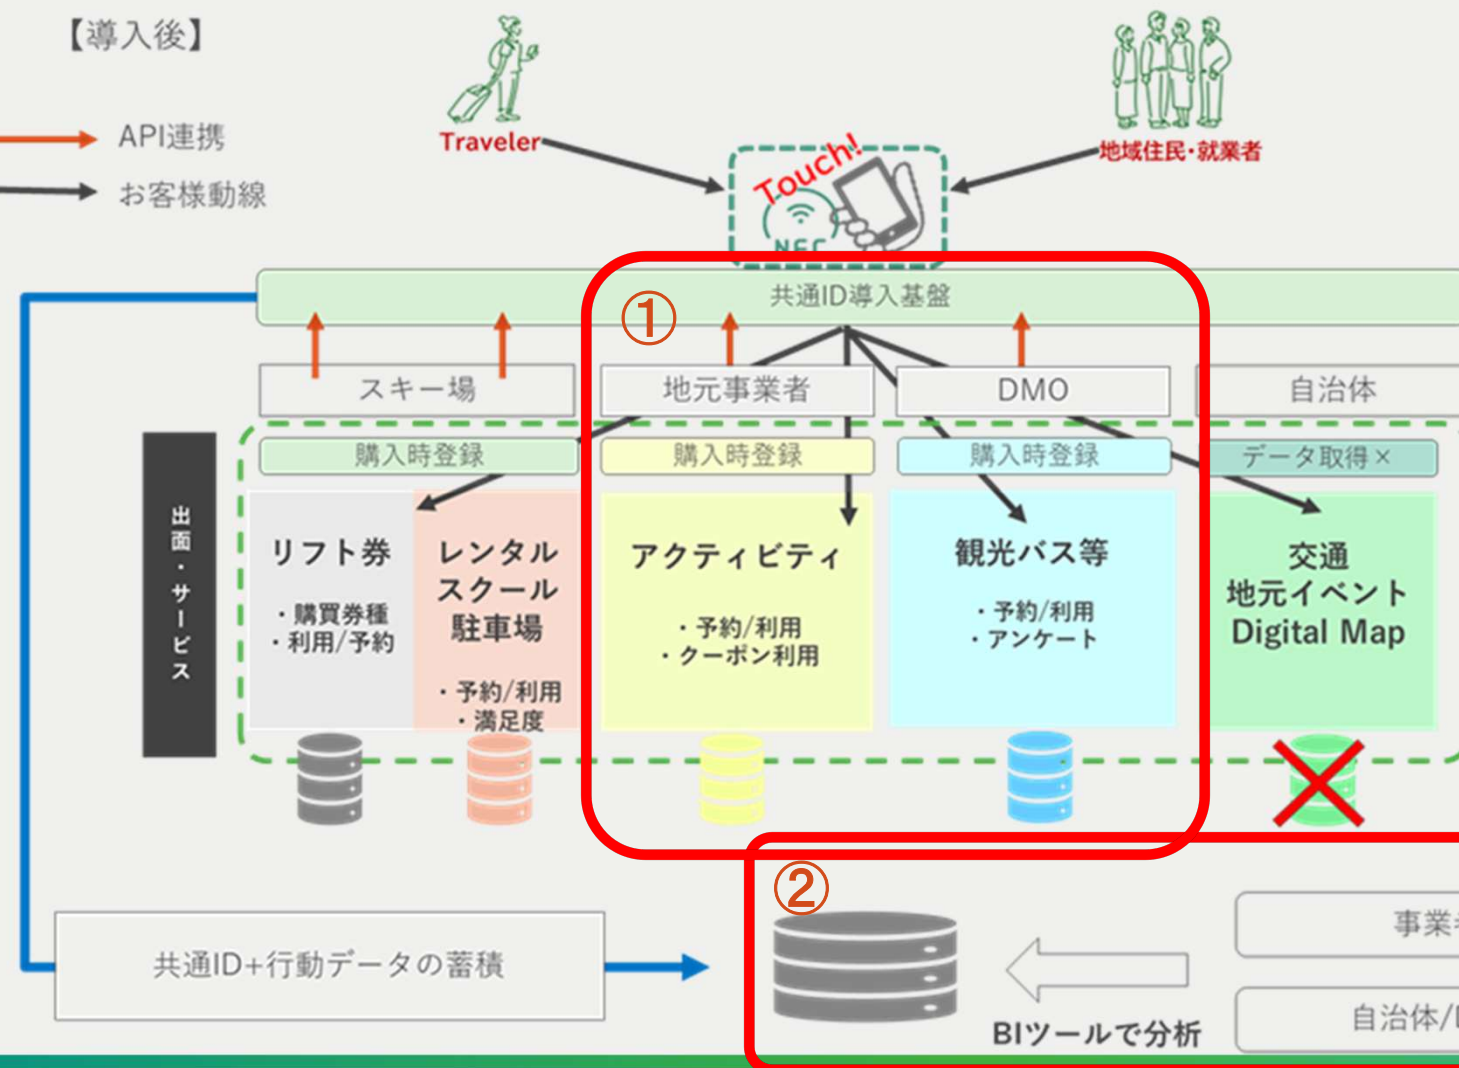 【導入後】
API連携
お客様動線
Traveler
地域住民・就業者
Touch!
NFC
共通ID導入基盤
①
スキー場
地元事業者
DMO
自治体
購入時登録
購入時登録
購入時登録
データ取得×
出面・サービス
リフト券
・購買券種
・利用/予約
レンタル
スクール
駐車場
・予約/利用
・満足度
アクティビティ
・予約/利用
・クーポン利用
観光バス等
・予約/利用
・アンケート
交通
地元イベント
Digital Map
②
共通ID+行動データの蓄積
BIツールで分析
事業
自治体/